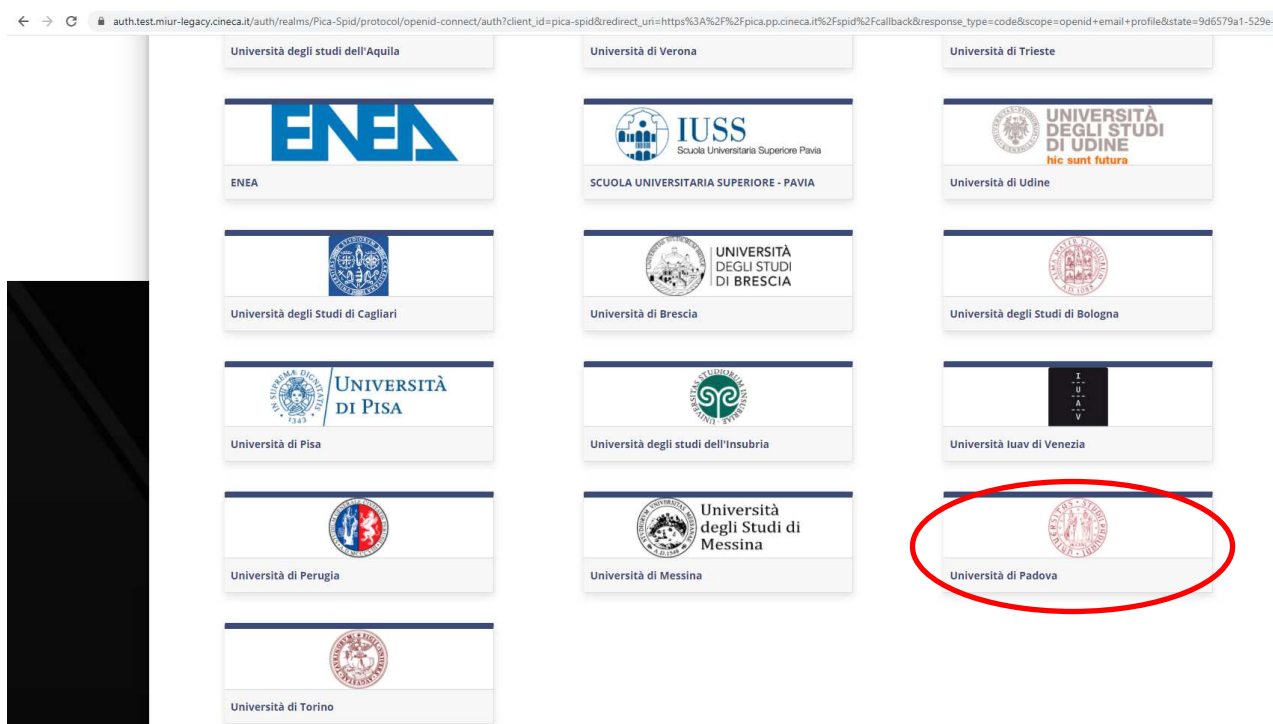 auth.test.miur-legacy.cineca.it/auth/realms/Pica-Spid/protocol/openid-connect/auth?client_id=pica-spid&redirect_uri=https%3A%2F%2Fpica.pp.cineca.it%2Fspid%2Fcallback&response_type=code&scope=openid+email+profile&state=9d6579a1-529e-
Università degli studi dell'Aquila
Università di Verona
Università di Trieste
ENEA
IUSS
Scuola Universitaria Superiore Pavia
UNIVERSITÀ
DEGLI STUDI
DI UDINE
hic sunt futura
ENEA
SCUOLA UNIVERSITARIA SUPERIORE - PAVIA
Università di Udine
UNIVERSITÀ
DEGLI STUDI
DI BRESCIA
Università degli Studi di Cagliari
Università di Brescia
Università degli Studi di Bologna
IN SUPREMÆ DIGNITATIS
1343
UNIVERSITÀ
DI PISA
I
U
A
V
Università di Pisa
Università degli studi dell'Insubria
Università Iuav di Venezia
Università
degli Studi di
Messina
Università di Perugia
Università di Messina
Università di Padova
Università di Torino